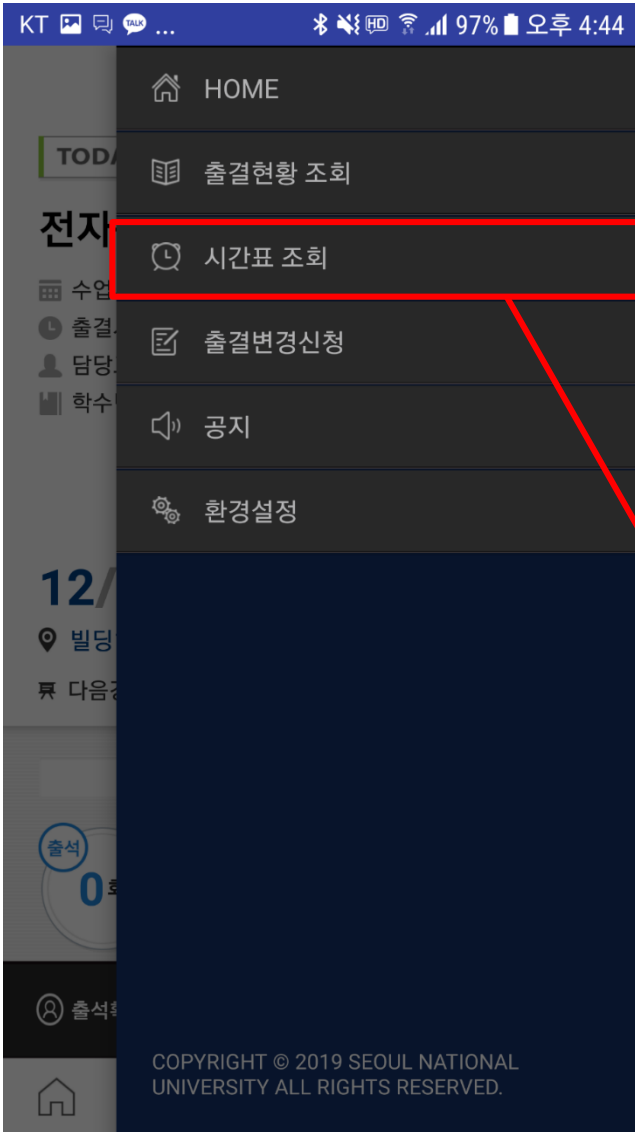 KT TALK ... HD 97% 오후 4:44
HOME
출결현황 조회
시간표 조회
출결변경신청
공지
환경설정
TODA
전자
수업
출결
담당
학수
12/
빌딩
다음
출석
0
출석
COPYRIGHT © 2019 SEOUL NATIONAL
UNIVERSITY ALL RIGHTS RESERVED.